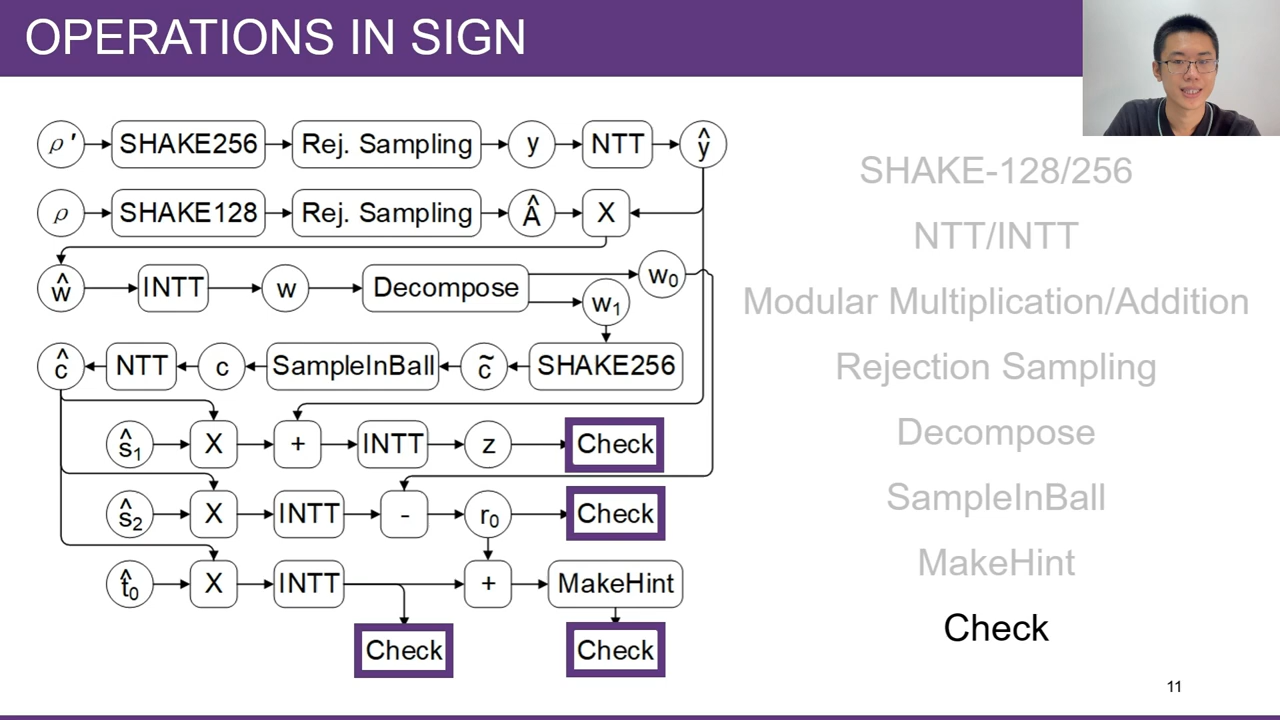 OPERATIONS IN SIGN
ρ' SHAKE256 Rej. Sampling y NTT ŷ
ρ SHAKE128 Rej. Sampling Â X
ŵ INTT w Decompose w₀
w₁
ĉ NTT c SampleInBall c̃ SHAKE256
ŝ₁ X + INTT z Check
ŝ₂ X INTT - r₀ Check
t̂₀ X INTT + MakeHint
Check Check
SHAKE-128/256
NTT/INTT
Modular Multiplication/Addition
Rejection Sampling
Decompose
SampleInBall
MakeHint
Check
11